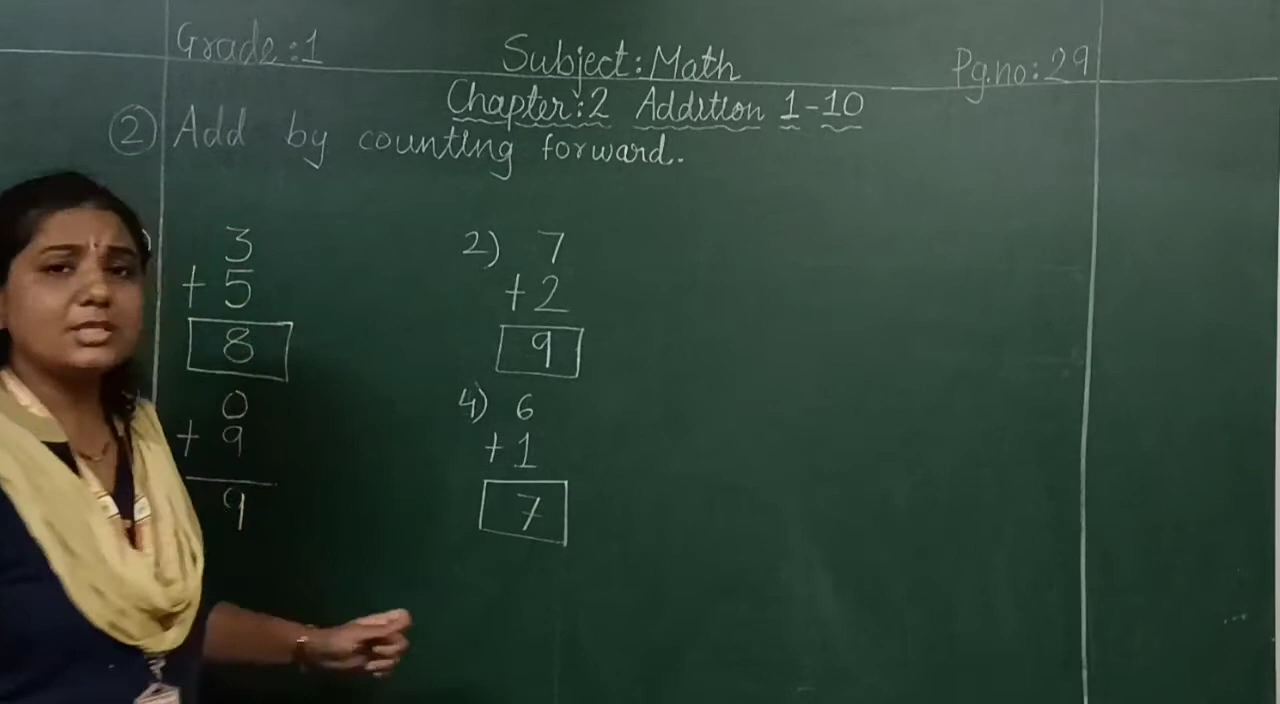 Grade:1 Subject: Math Pg.no: 29
Chapter:2 Addition 1-10
② Add by counting forward.
3 2) 7
+ 5 + 2
8 9
0 4) 6
+ 9 + 1
9 7